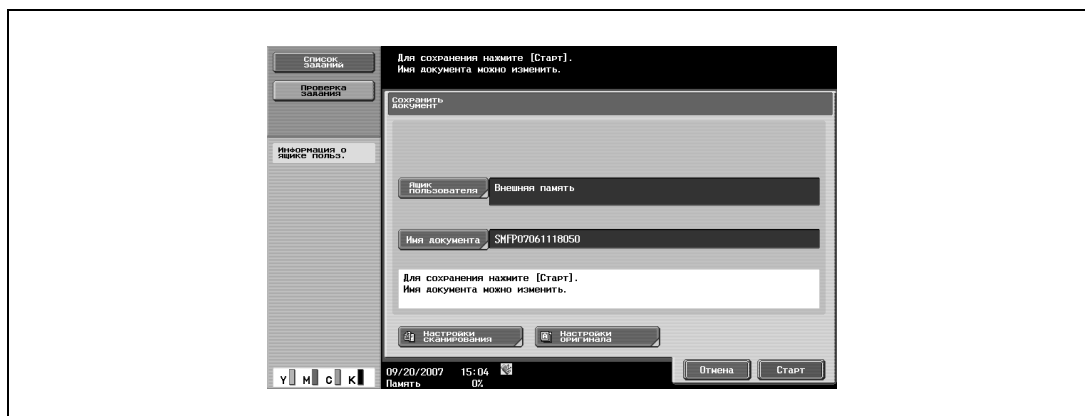 Список
заданий
Для сохранения нажмите [Старт].
Имя документа можно изменить.
Проверка
задания
Сохранить
документ
Информация о
ящике польз.
Ящик
пользователя
Внешняя память
Имя документа
SMFP07061118050
Для сохранения нажмите [Старт].
Имя документа можно изменить.
Настройки
сканирования
Настройки
оригинала
Y M C K
09/20/2007 15:04
Память 0%
Отмена
Старт